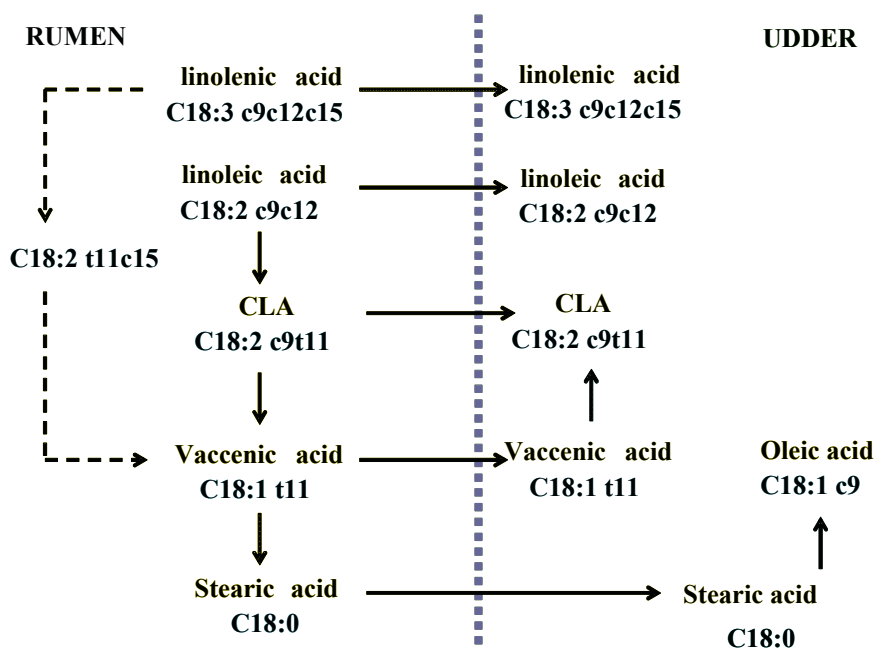 RUMEN
UDDER
linolenic acid
C18:3 c9c12c15
linolenic acid
C18:3 c9c12c15
linoleic acid
C18:2 c9c12
linoleic acid
C18:2 c9c12
C18:2 t11c15
CLA
C18:2 c9t11
CLA
C18:2 c9t11
Vaccenic acid
C18:1 t11
Vaccenic acid
C18:1 t11
Oleic acid
C18:1 c9
Stearic acid
C18:0
Stearic acid
C18:0